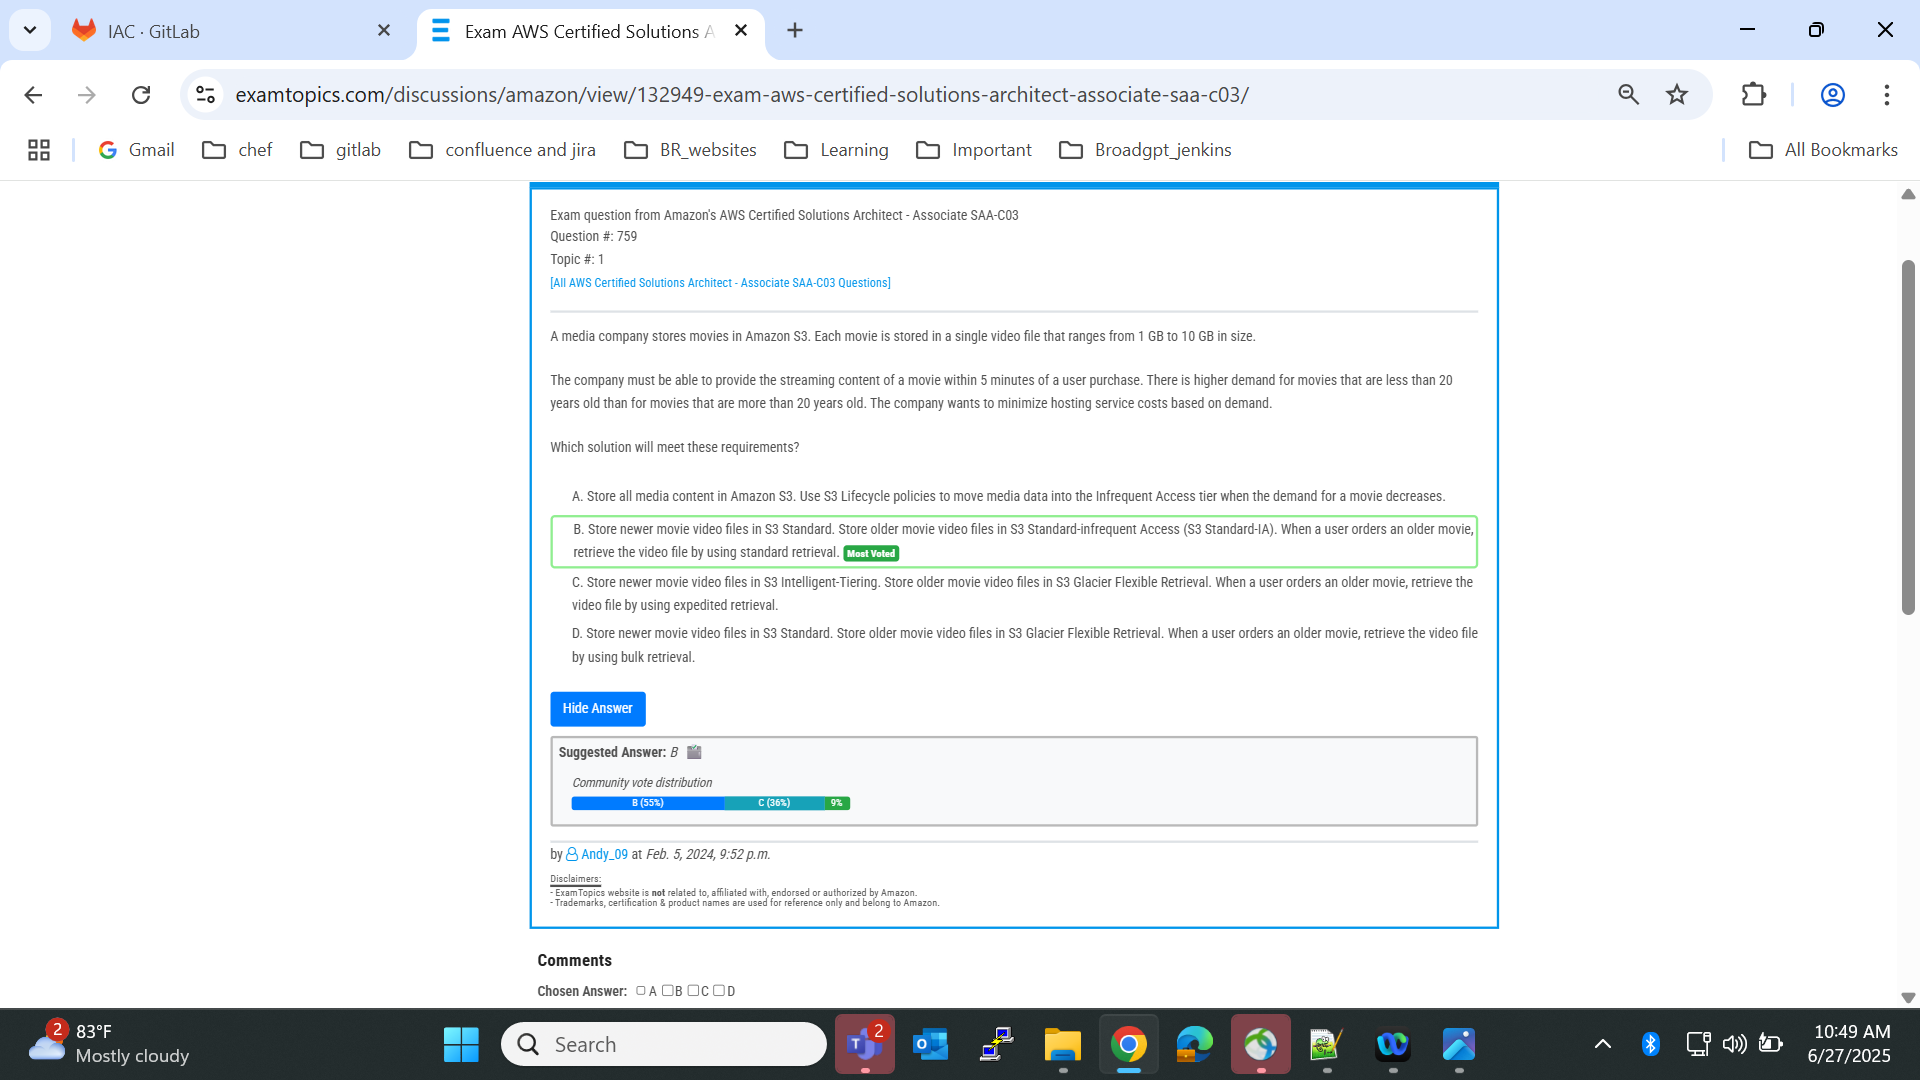 IAC · GitLab
Exam AWS Certified Solutions A
examtopics.com/discussions/amazon/view/132949-exam-aws-certified-solutions-architect-associate-saa-c03/
Gmail
chef
gitlab
confluence and jira
BR_websites
Learning
Important
Broadgpt_jenkins
All Bookmarks
Exam question from Amazon's AWS Certified Solutions Architect - Associate SAA-C03
Question #: 759
Topic #: 1
[All AWS Certified Solutions Architect - Associate SAA-C03 Questions]
A media company stores movies in Amazon S3. Each movie is stored in a single video file that ranges from 1 GB to 10 GB in size.
The company must be able to provide the streaming content of a movie within 5 minutes of a user purchase. There is higher demand for movies that are less than 20
years old than for movies that are more than 20 years old. The company wants to minimize hosting service costs based on demand.
Which solution will meet these requirements?
A. Store all media content in Amazon S3. Use S3 Lifecycle policies to move media data into the Infrequent Access tier when the demand for a movie decreases.
B. Store newer movie video files in S3 Standard. Store older movie video files in S3 Standard-infrequent Access (S3 Standard-IA). When a user orders an older movie,
retrieve the video file by using standard retrieval. Most Voted
C. Store newer movie video files in S3 Intelligent-Tiering. Store older movie video files in S3 Glacier Flexible Retrieval. When a user orders an older movie, retrieve the
video file by using expedited retrieval.
D. Store newer movie video files in S3 Standard. Store older movie video files in S3 Glacier Flexible Retrieval. When a user orders an older movie, retrieve the video file
by using bulk retrieval.
Hide Answer
Suggested Answer: B
Community vote distribution
B (55%)
C (36%)
9%
by Andy_09 at Feb. 5, 2024, 9:52 p.m.
Disclaimers:
- ExamTopics website is not related to, affiliated with, endorsed or authorized by Amazon.
- Trademarks, certification & product names are used for reference only and belong to Amazon.
Comments
Chosen Answer: A B C D
2
83°F
Mostly cloudy
Search
2
10:49 AM
6/27/2025